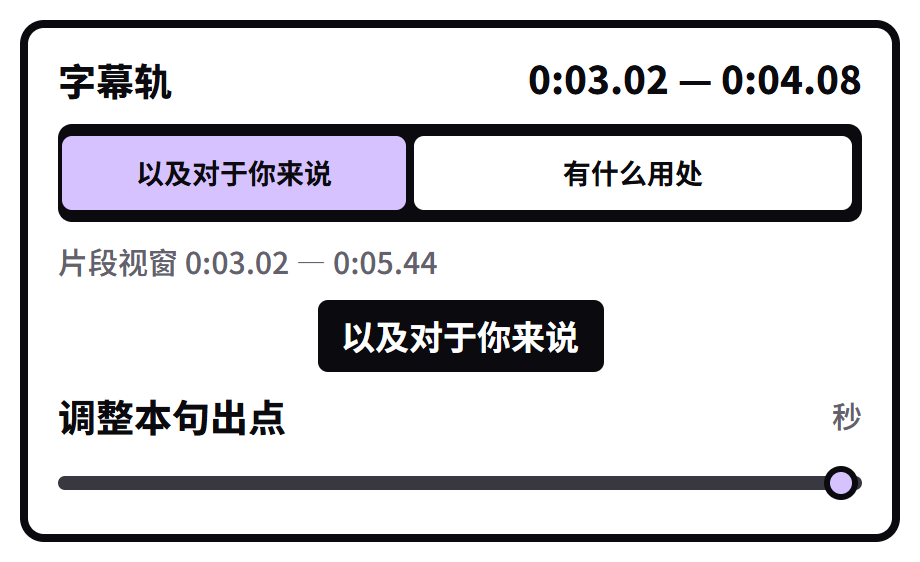 字幕轨 0:03.02 — 0:04.08
以及对于你来说 有什么用处
片段视窗 0:03.02 — 0:05.44
以及对于你来说
调整本句出点 秒